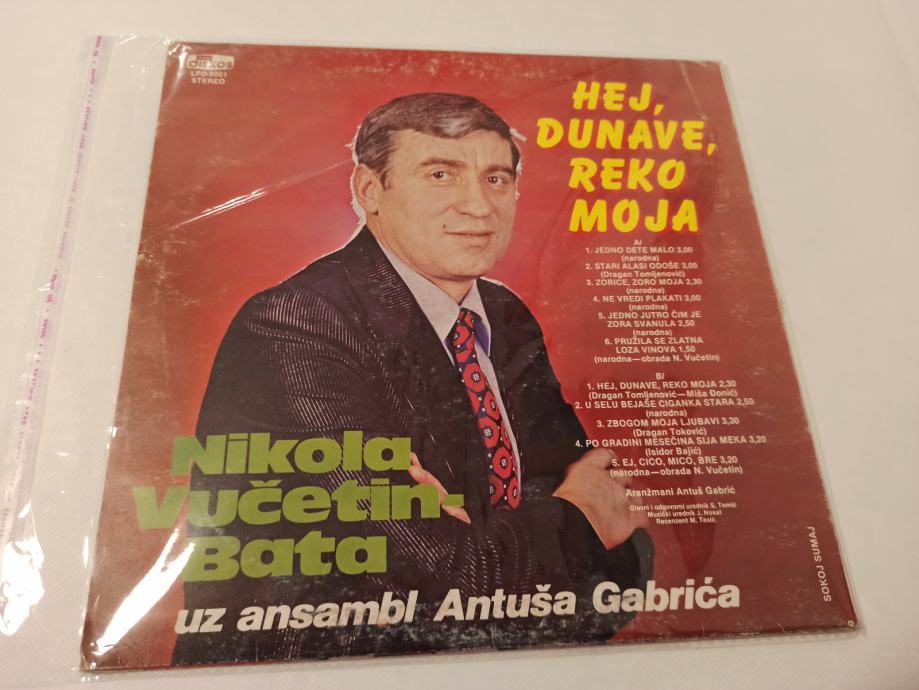 diskos
LPD-9001
STEREO
HEJ,
DUNAVE,
REKO
MOJA
A/
1. JEDNO DETE MALO 3,00
(narodna)
2. STARI ALASI ODOŠE 3,00
(Dragan Tomljenović)
3. ZORICE, ZORO MOJA 2,30
(narodna)
4. NE VREDI PLAKATI 3,00
(narodna)
5. JEDNO JUTRO ČIM JE
ZORA SVANULA 2,50
(narodna)
6. PRUŽILA SE ZLATNA
LOZA VINOVA 1,50
(narodna—obrada N. Vučetin)
B/
1. HEJ, DUNAVE, REKO MOJA 2,30
(Dragan Tomljenović—Miša Đonić)
2. U SELU BEJAŠE CIGANKA STARA 2,50
(narodna)
3. ZBOGOM MOJA LJUBAVI 3,30
(Dragan Toković)
4. PO GRADINI MESEČINA SIJA MEKA 3,20
(Isidor Bajić)
5. EJ, CICO, MICO, BRE 3,20
(narodna—obrada N. Vučetin)
Aranžmani Antuš Gabrić
Glavni i odgovorni urednik S. Tomić
Muzički urednik J. Nosal
Recenzent M. Tasić
Nikola
Vučetin-
Bata
uz ansambl Antuša Gabrića
SOKOJ SUMAJ